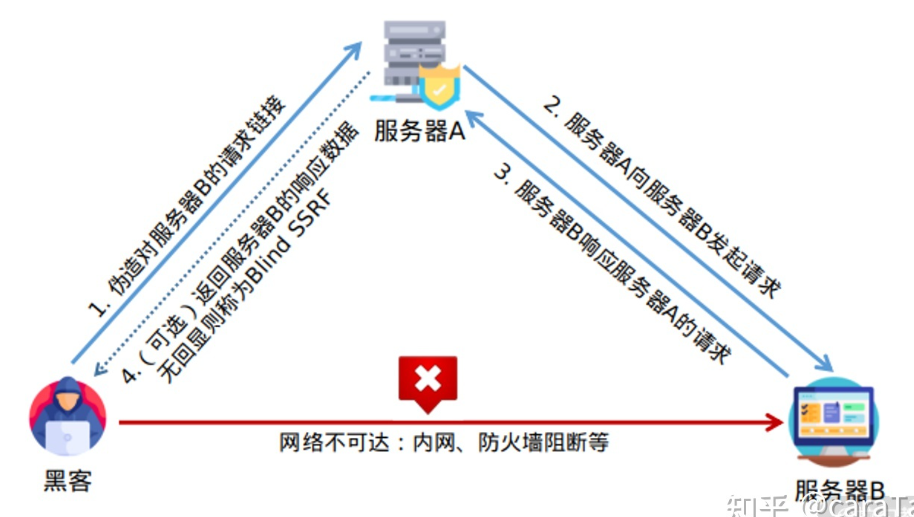 服务器A
1. 伪造对服务器B的请求链接
2. 服务器A向服务器B发起请求
3. 服务器B响应服务器A的请求
4.（可选）返回服务器B的响应数据
无回显则称为Blind SSRF
网络不可达：内网、防火墙阻断等
黑客
服务器B
知乎